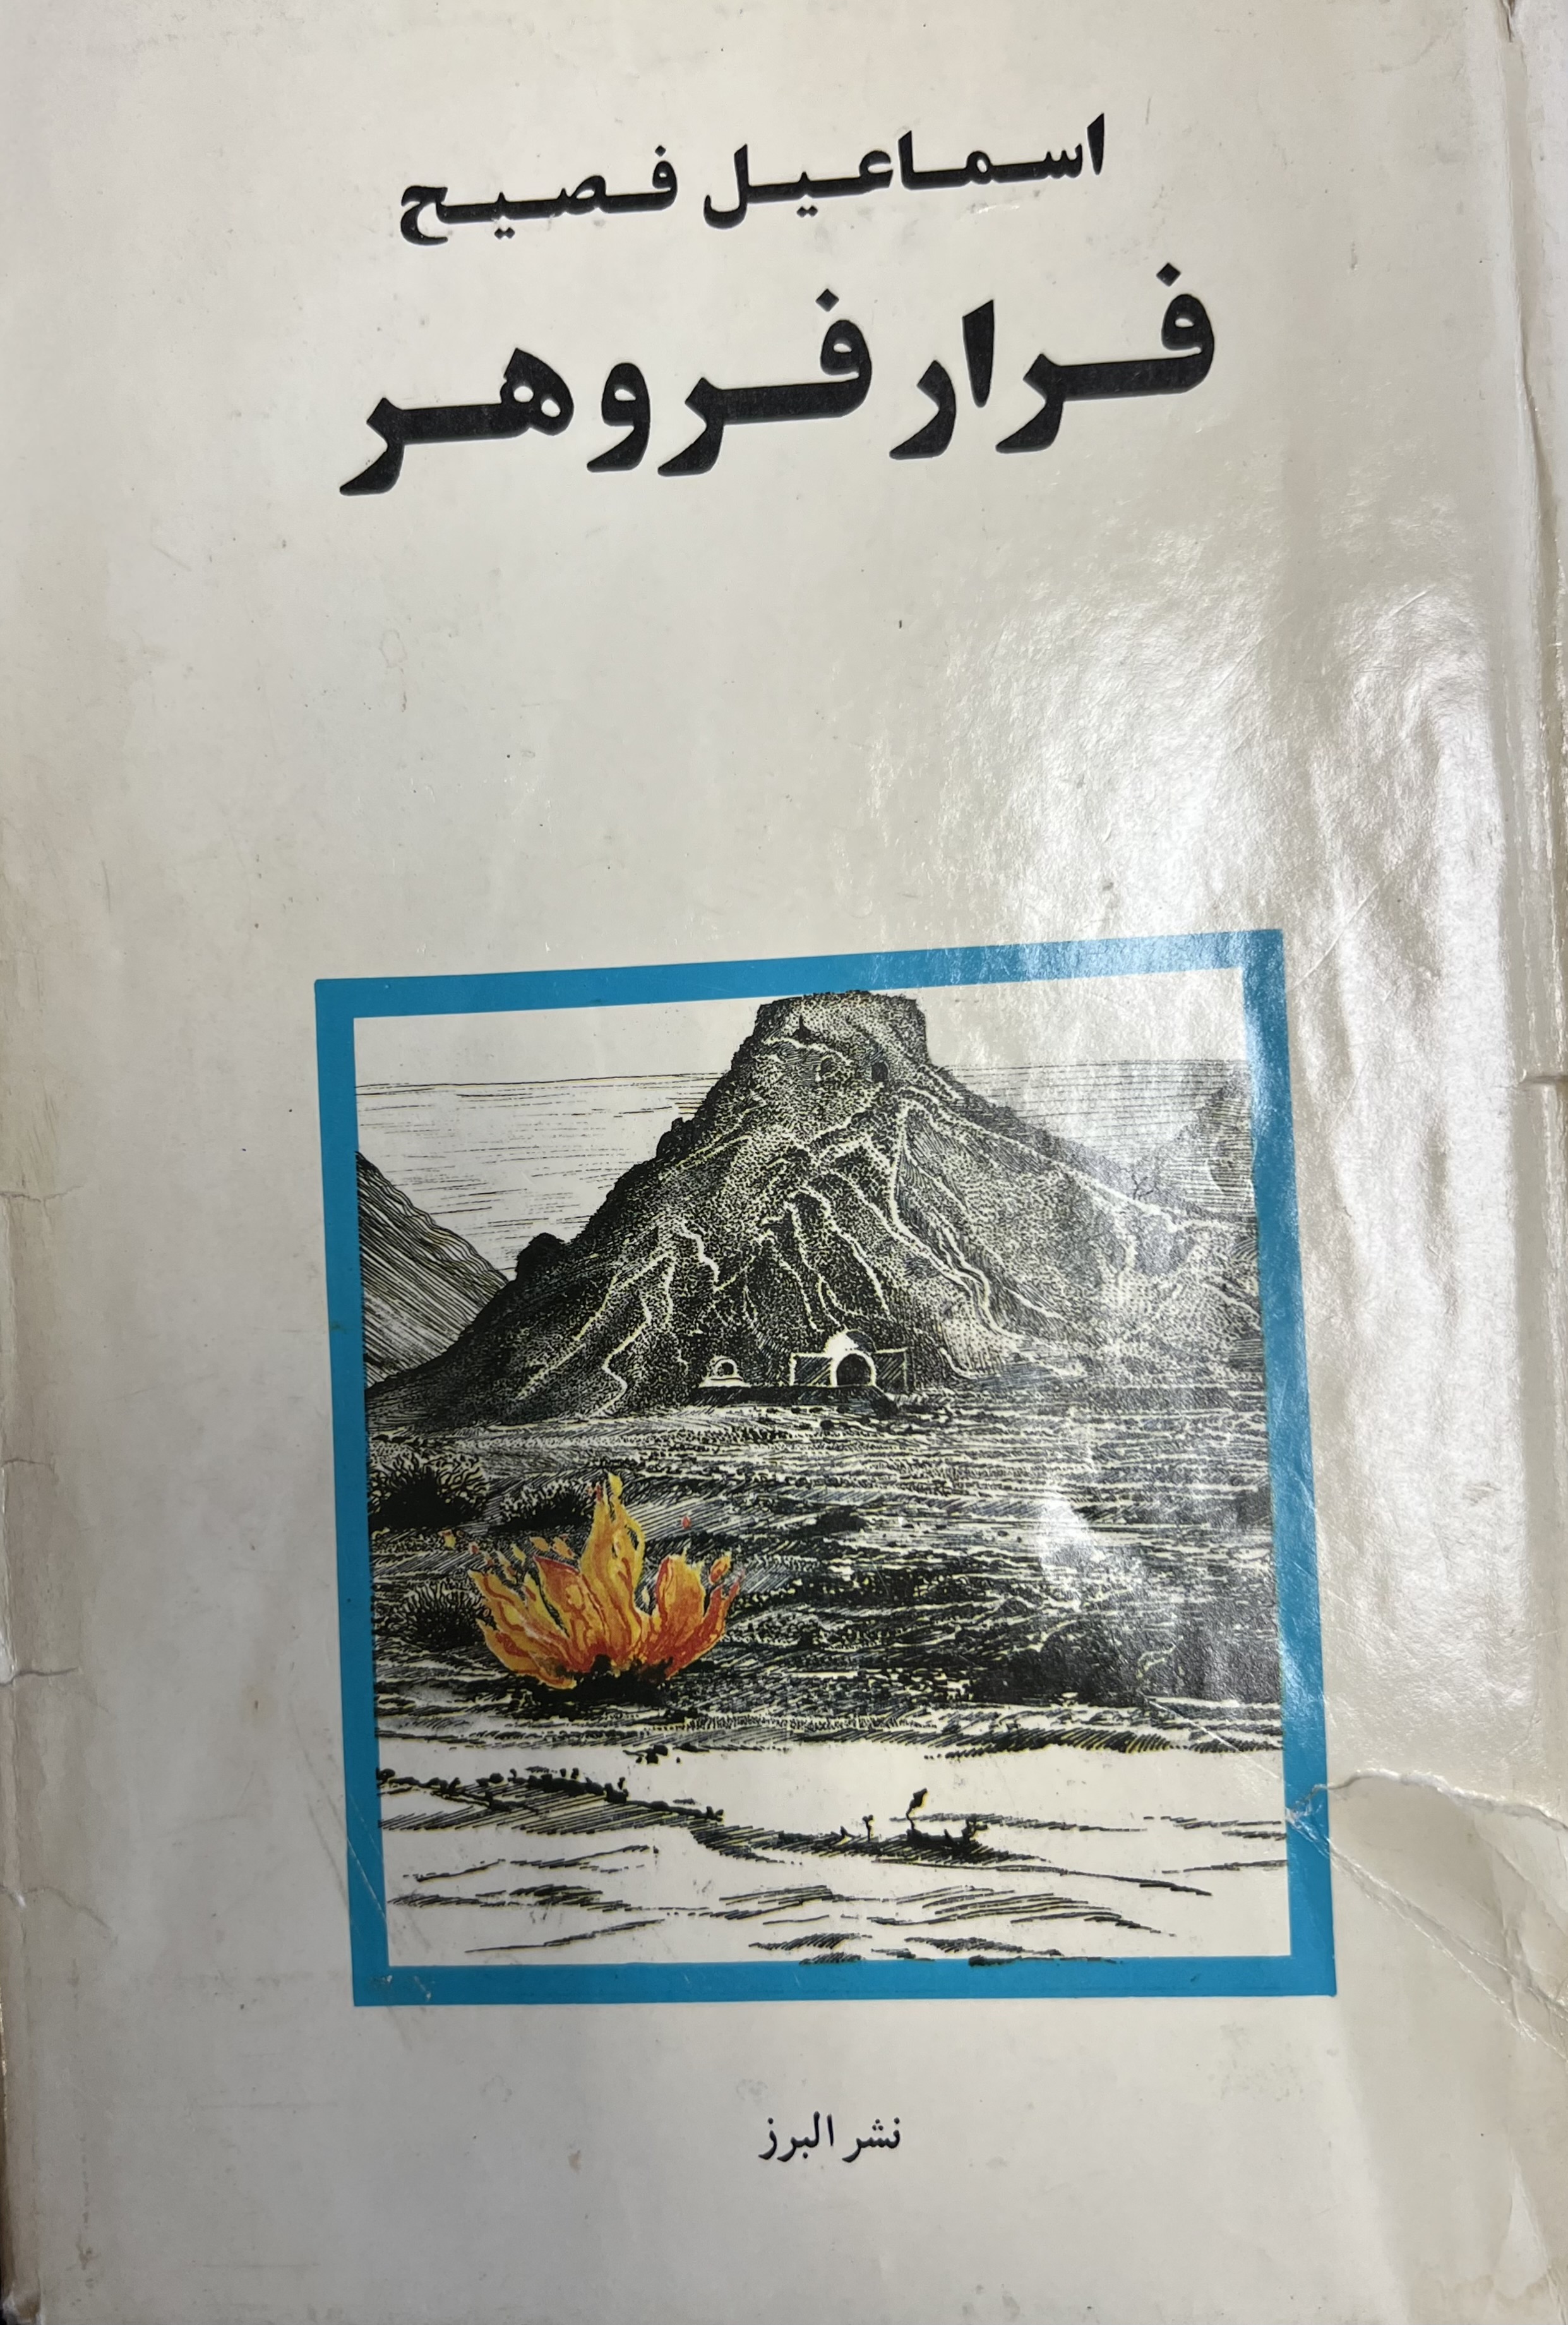 اسماعیل فصیح
فرار فروهر
نشر البرز